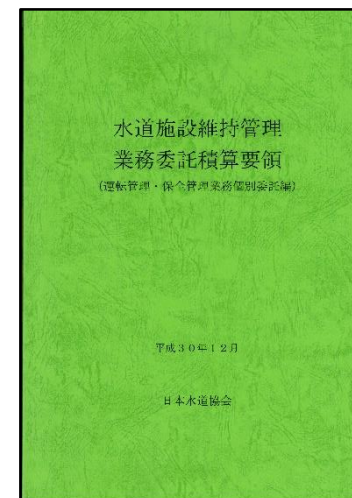 水道施設維持管理
業務委託積算要領
(運転管理・保全管理業務個別委託編)
平成30年12月
日本水道協会